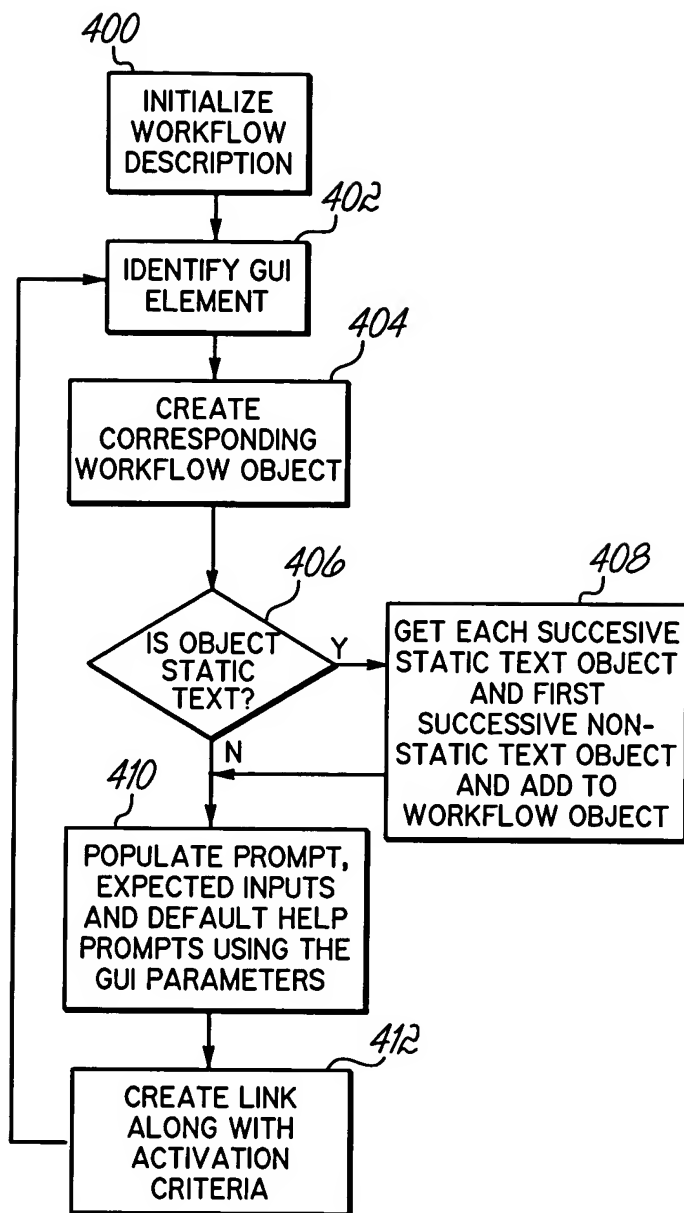 400
INITIALIZE
WORKFLOW
DESCRIPTION
402
IDENTIFY GUI
ELEMENT
404
CREATE
CORRESPONDING
WORKFLOW OBJECT
406
IS OBJECT
STATIC
TEXT?
Y
N
408
GET EACH SUCCESIVE
STATIC TEXT OBJECT
AND FIRST
SUCCESSIVE NON-
STATIC TEXT OBJECT
AND ADD TO
WORKFLOW OBJECT
410
POPULATE PROMPT,
EXPECTED INPUTS
AND DEFAULT HELP
PROMPTS USING THE
GUI PARAMETERS
412
CREATE LINK
ALONG WITH
ACTIVATION
CRITERIA